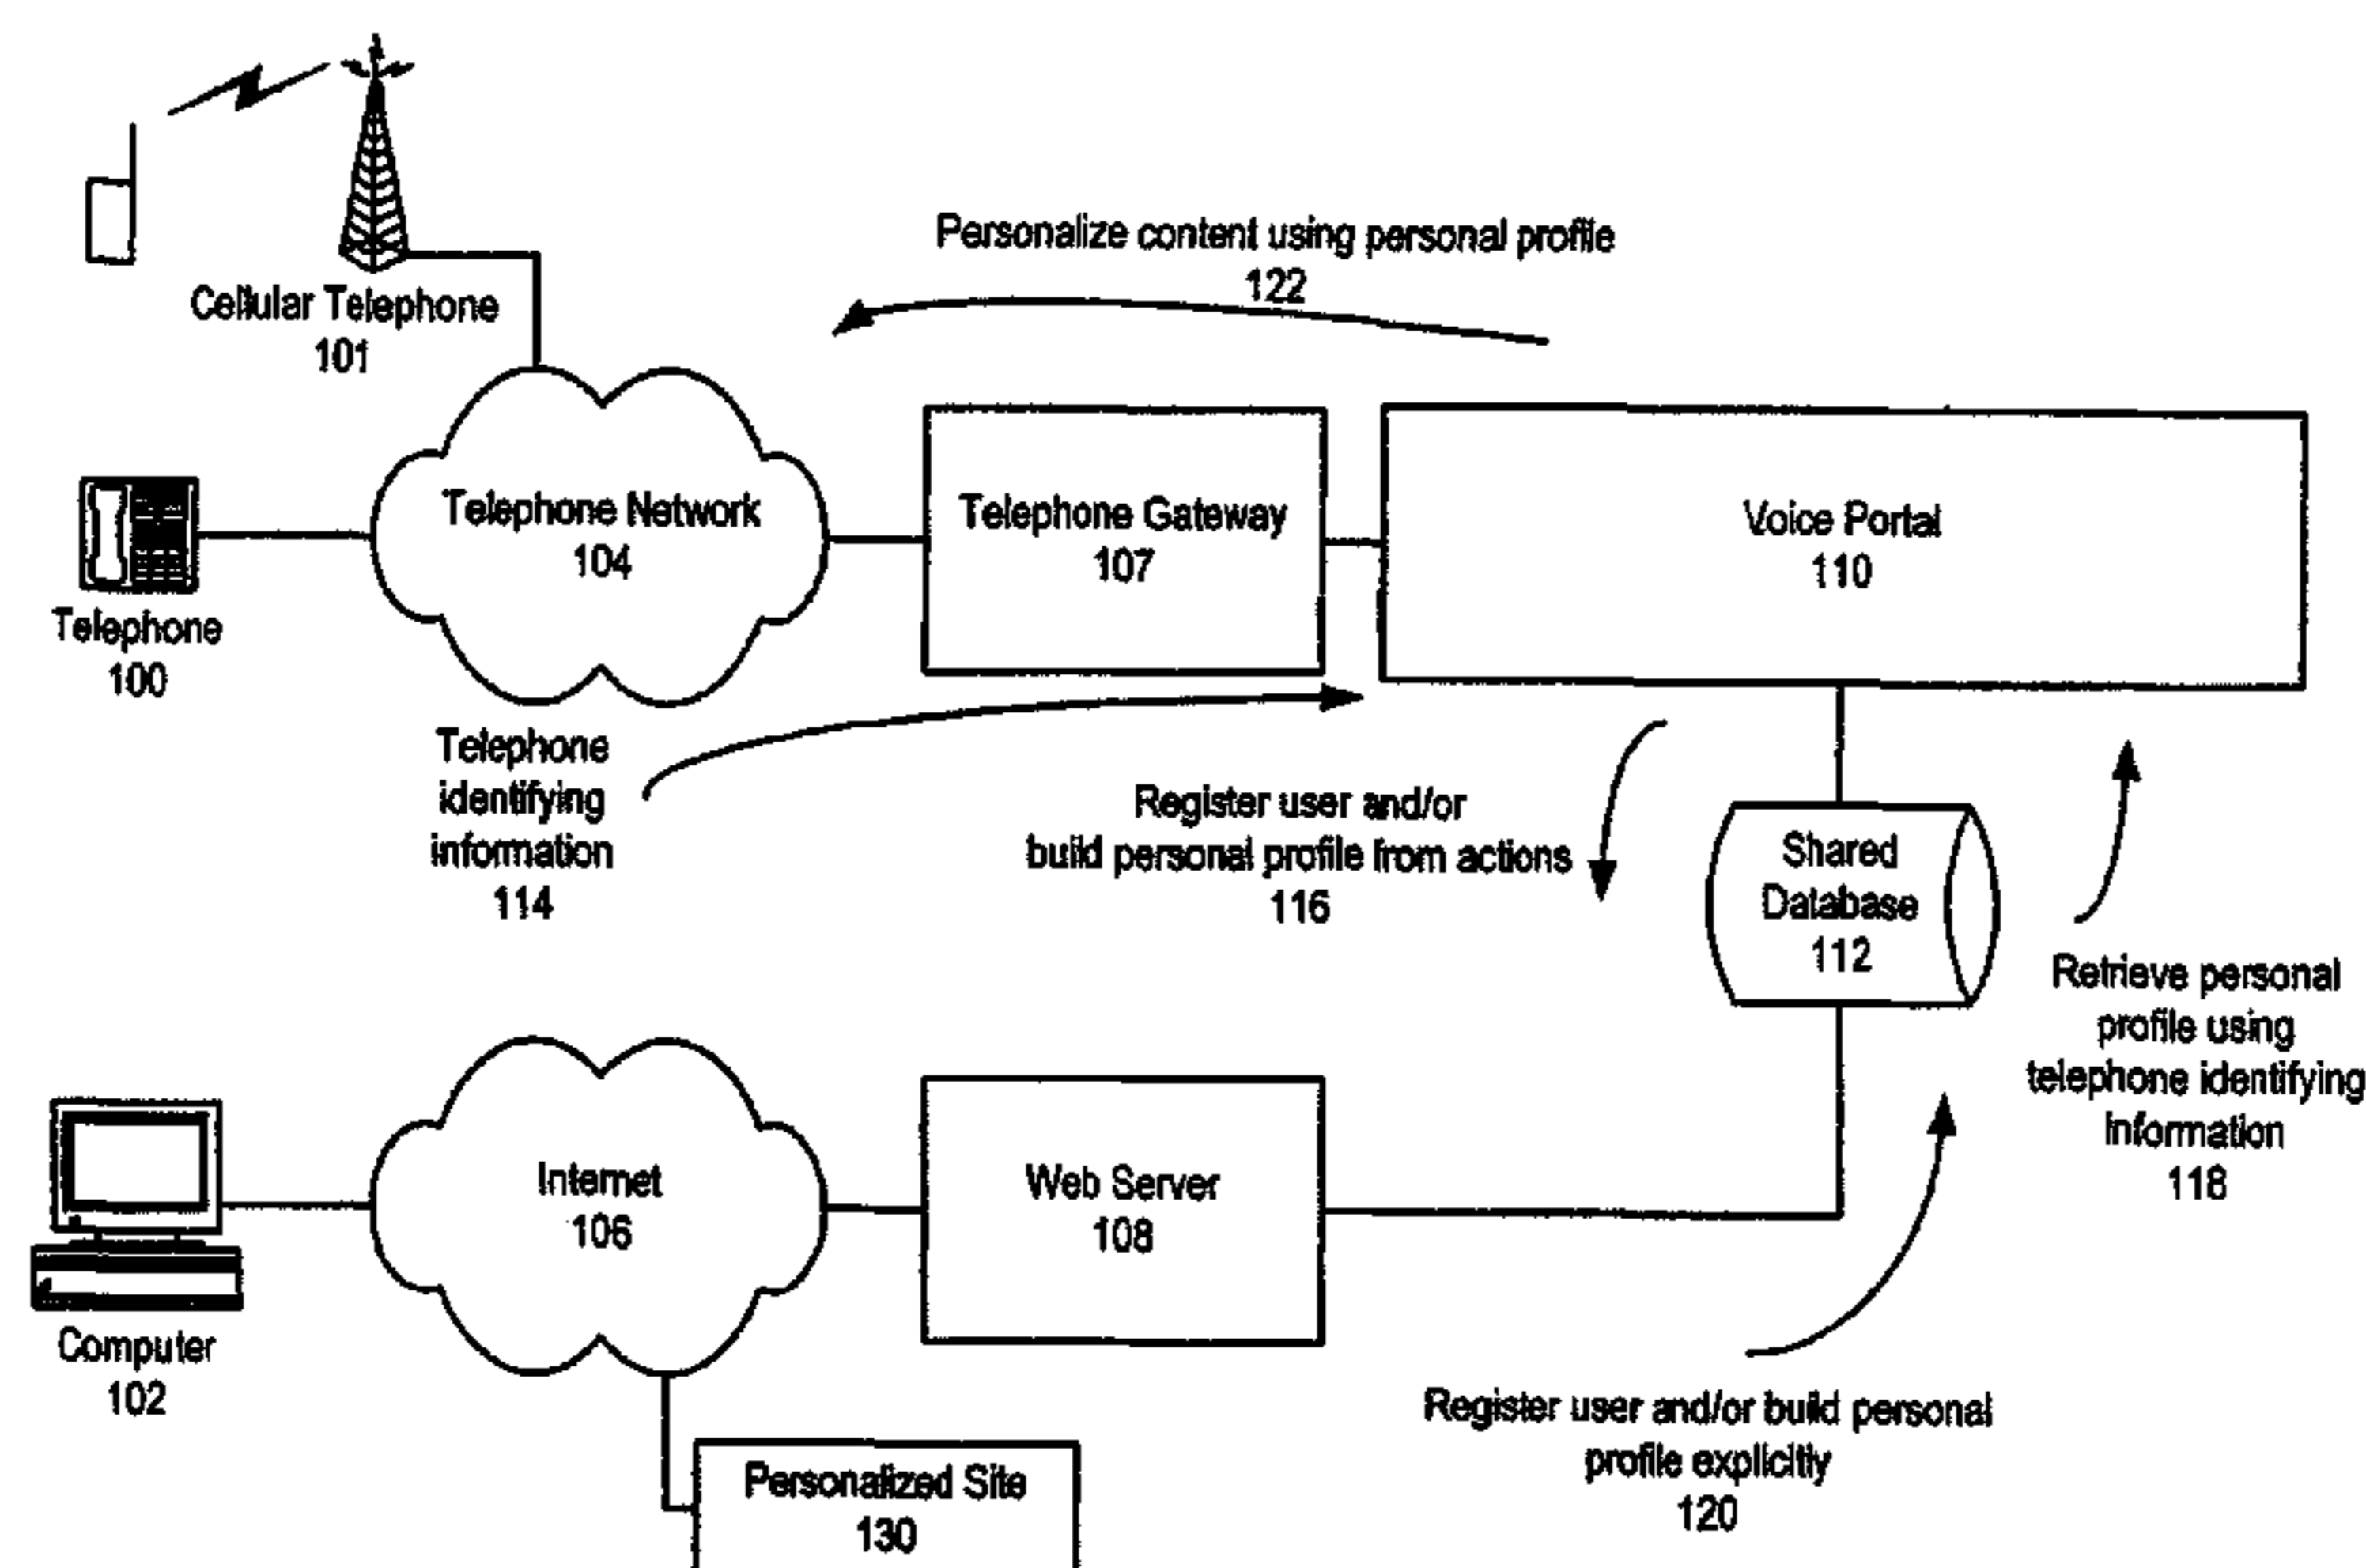 Personalize content using personal profile
122
Cellular Telephone
101
Telephone Network
104
Telephone Gateway
107
Voice Portal
110
Telephone
100
Telephone
identifying
information
114
Register user and/or
build personal profile from actions
116
Shared
Database
112
Retrieve personal
profile using
telephone identifying
information
118
Internet
106
Web Server
108
Computer
102
Register user and/or build personal
profile explicitly
120
Personalized Site
130